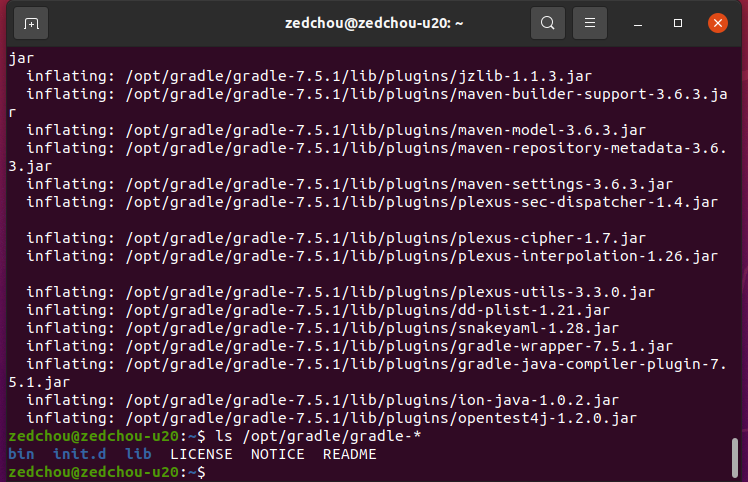 zedchou@zedchou-u20: ~
jar
inflating: /opt/gradle/gradle-7.5.1/lib/plugins/jzlib-1.1.3.jar
inflating: /opt/gradle/gradle-7.5.1/lib/plugins/maven-builder-support-3.6.3.ja
r
inflating: /opt/gradle/gradle-7.5.1/lib/plugins/maven-model-3.6.3.jar
inflating: /opt/gradle/gradle-7.5.1/lib/plugins/maven-repository-metadata-3.6.
3.jar
inflating: /opt/gradle/gradle-7.5.1/lib/plugins/maven-settings-3.6.3.jar
inflating: /opt/gradle/gradle-7.5.1/lib/plugins/plexus-sec-dispatcher-1.4.jar
inflating: /opt/gradle/gradle-7.5.1/lib/plugins/plexus-cipher-1.7.jar
inflating: /opt/gradle/gradle-7.5.1/lib/plugins/plexus-interpolation-1.26.jar
inflating: /opt/gradle/gradle-7.5.1/lib/plugins/plexus-utils-3.3.0.jar
inflating: /opt/gradle/gradle-7.5.1/lib/plugins/dd-plist-1.21.jar
inflating: /opt/gradle/gradle-7.5.1/lib/plugins/snakeyaml-1.28.jar
inflating: /opt/gradle/gradle-7.5.1/lib/plugins/gradle-wrapper-7.5.1.jar
inflating: /opt/gradle/gradle-7.5.1/lib/plugins/gradle-java-compiler-plugin-7.
5.1.jar
inflating: /opt/gradle/gradle-7.5.1/lib/plugins/ion-java-1.0.2.jar
inflating: /opt/gradle/gradle-7.5.1/lib/plugins/opentest4j-1.2.0.jar
zedchou@zedchou-u20:~$ ls /opt/gradle/gradle-*
bin  init.d  lib  LICENSE  NOTICE  README
zedchou@zedchou-u20:~$